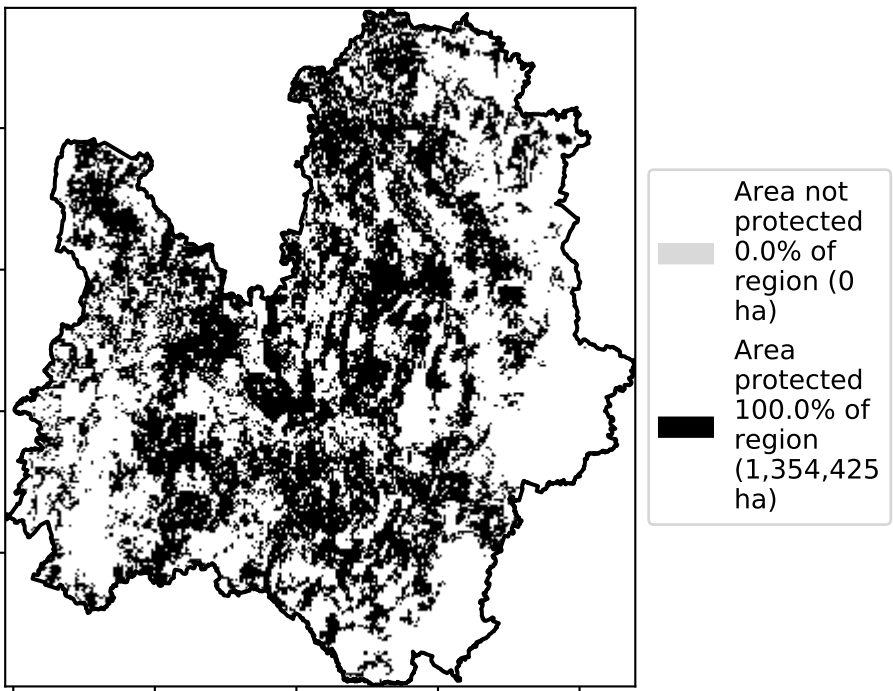 Area not
protected
0.0% of
region (0
ha)
Area
protected
100.0% of
region
(1,354,425
ha)